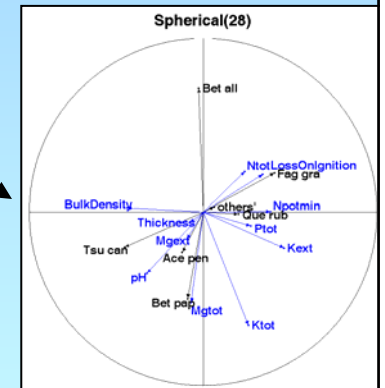 Spherical(28)
Bet all
NtotLossOnIgnition
Fag gra
BulkDensity
others'
Npotmin
Que rub
Thickness
Ptot
Mgext
Tsu can
Kext
Ace pen
pH
Bet pap
Mgtot
Ktot